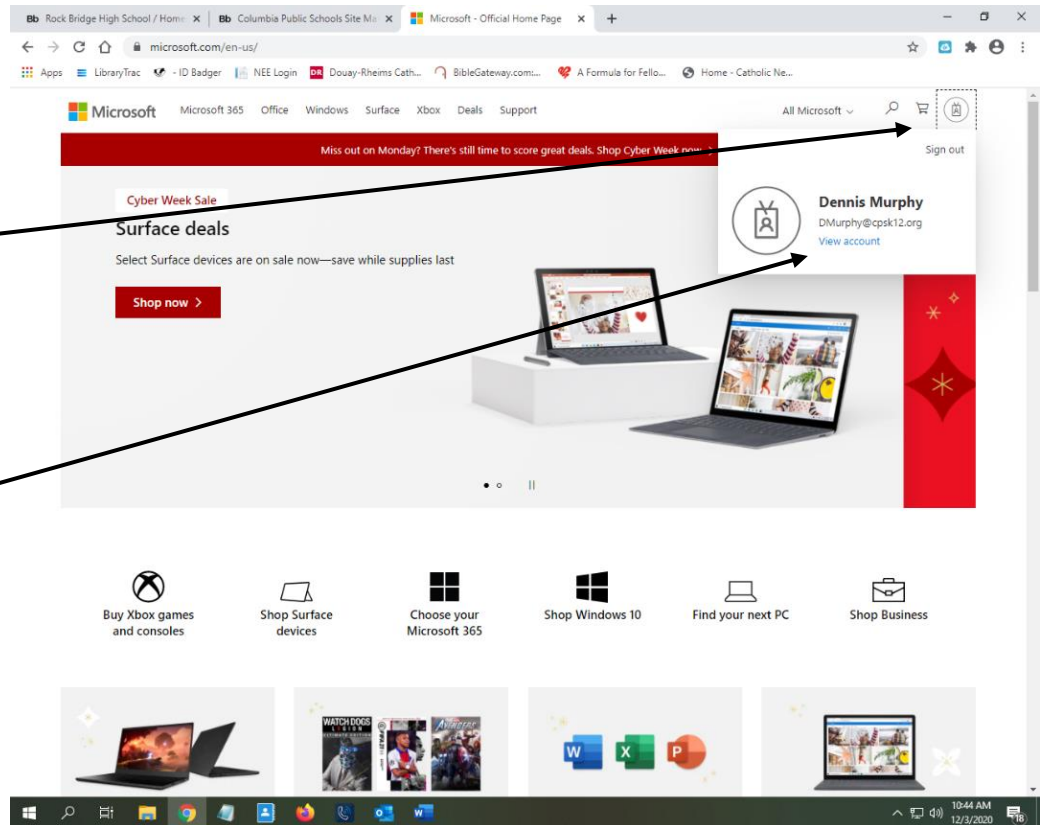 Bb Rock Bridge High School / Home
Bb Columbia Public Schools Site Ma
Microsoft - Official Home Page
microsoft.com/en-us/
Apps LibraryTrac - ID Badger NEE Login DR Douay-Rheims Cath... BibleGateway.com:... A Formula for Fello... Home - Catholic Ne...
Microsoft Microsoft 365 Office Windows Surface Xbox Deals Support All Microsoft
Miss out on Monday? There's still time to score great deals. Shop Cyber Week now
Sign out
Dennis Murphy
DMurphy@cpsk12.org
View account
Cyber Week Sale
Surface deals
Select Surface devices are on sale now—save while supplies last
Shop now >
Buy Xbox games
and consoles
Shop Surface
devices
Choose your
Microsoft 365
Shop Windows 10
Find your next PC
Shop Business
WATCH DOGS
LEGION
AVENGERS
W X P
10:44 AM
12/3/2020
18